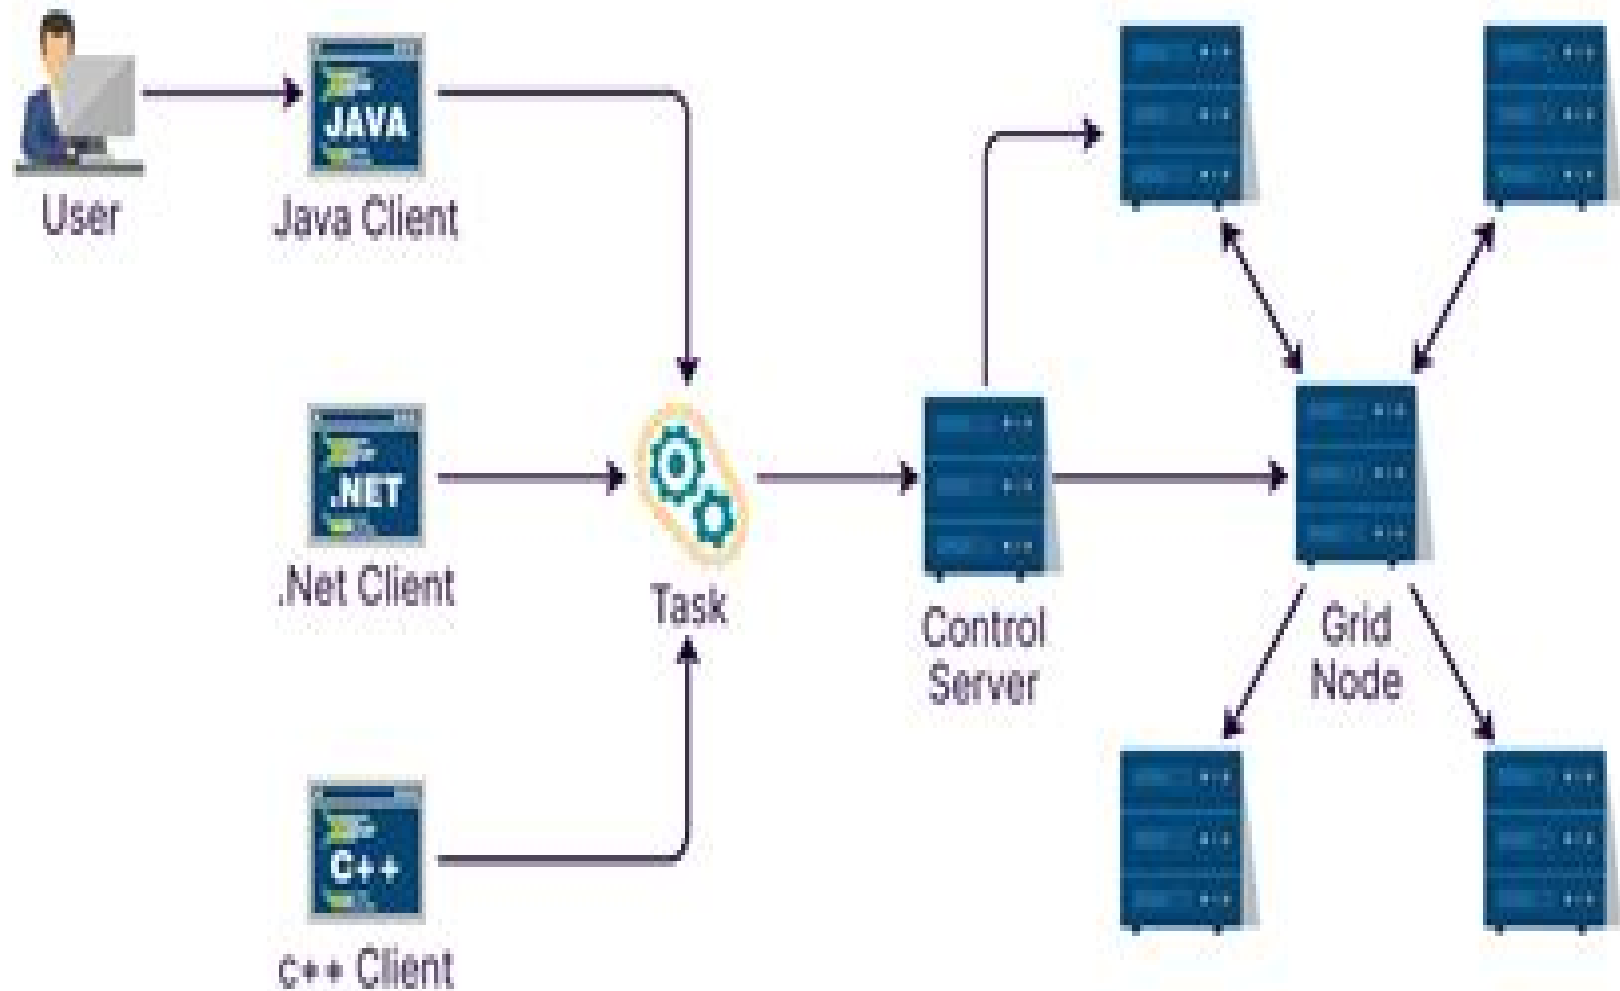 JAVA
User
Java Client
.NET
.Net Client
Task
Control
Server
Grid
Node
C++
c++ Client